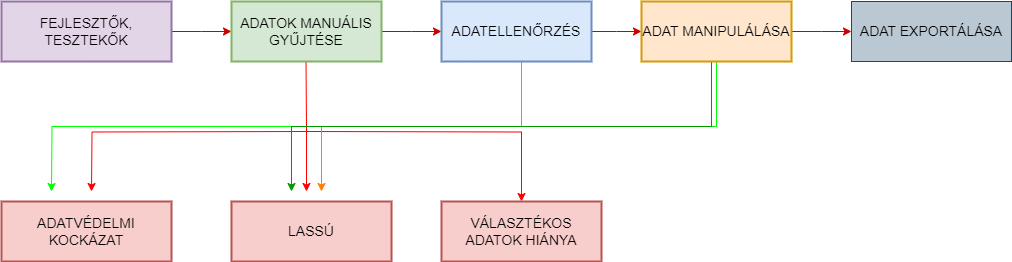 FEJLESZTŐK,
TESZTEKŐK
ADATOK MANUÁLIS
GYŰJTÉSE
ADATELLENŐRZÉS
ADAT MANIPULÁLÁSA
ADAT EXPORTÁLÁSA
ADATVÉDELMI
KOCKÁZAT
LASSÚ
VÁLASZTÉKOS
ADATOK HIÁNYA